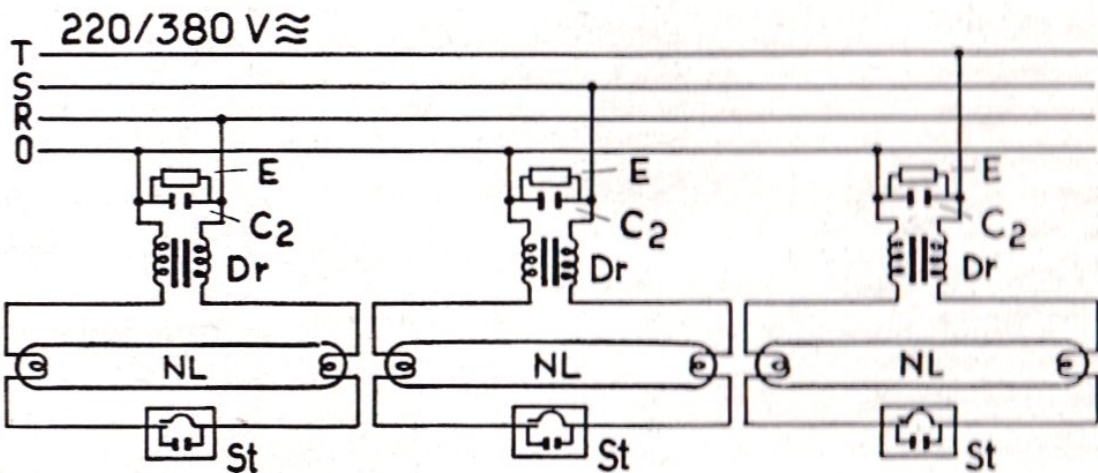 220/380 V≋
T
S
R
0
E E E
C₂ C₂ C₂
Dr Dr Dr
NL NL NL
St St St